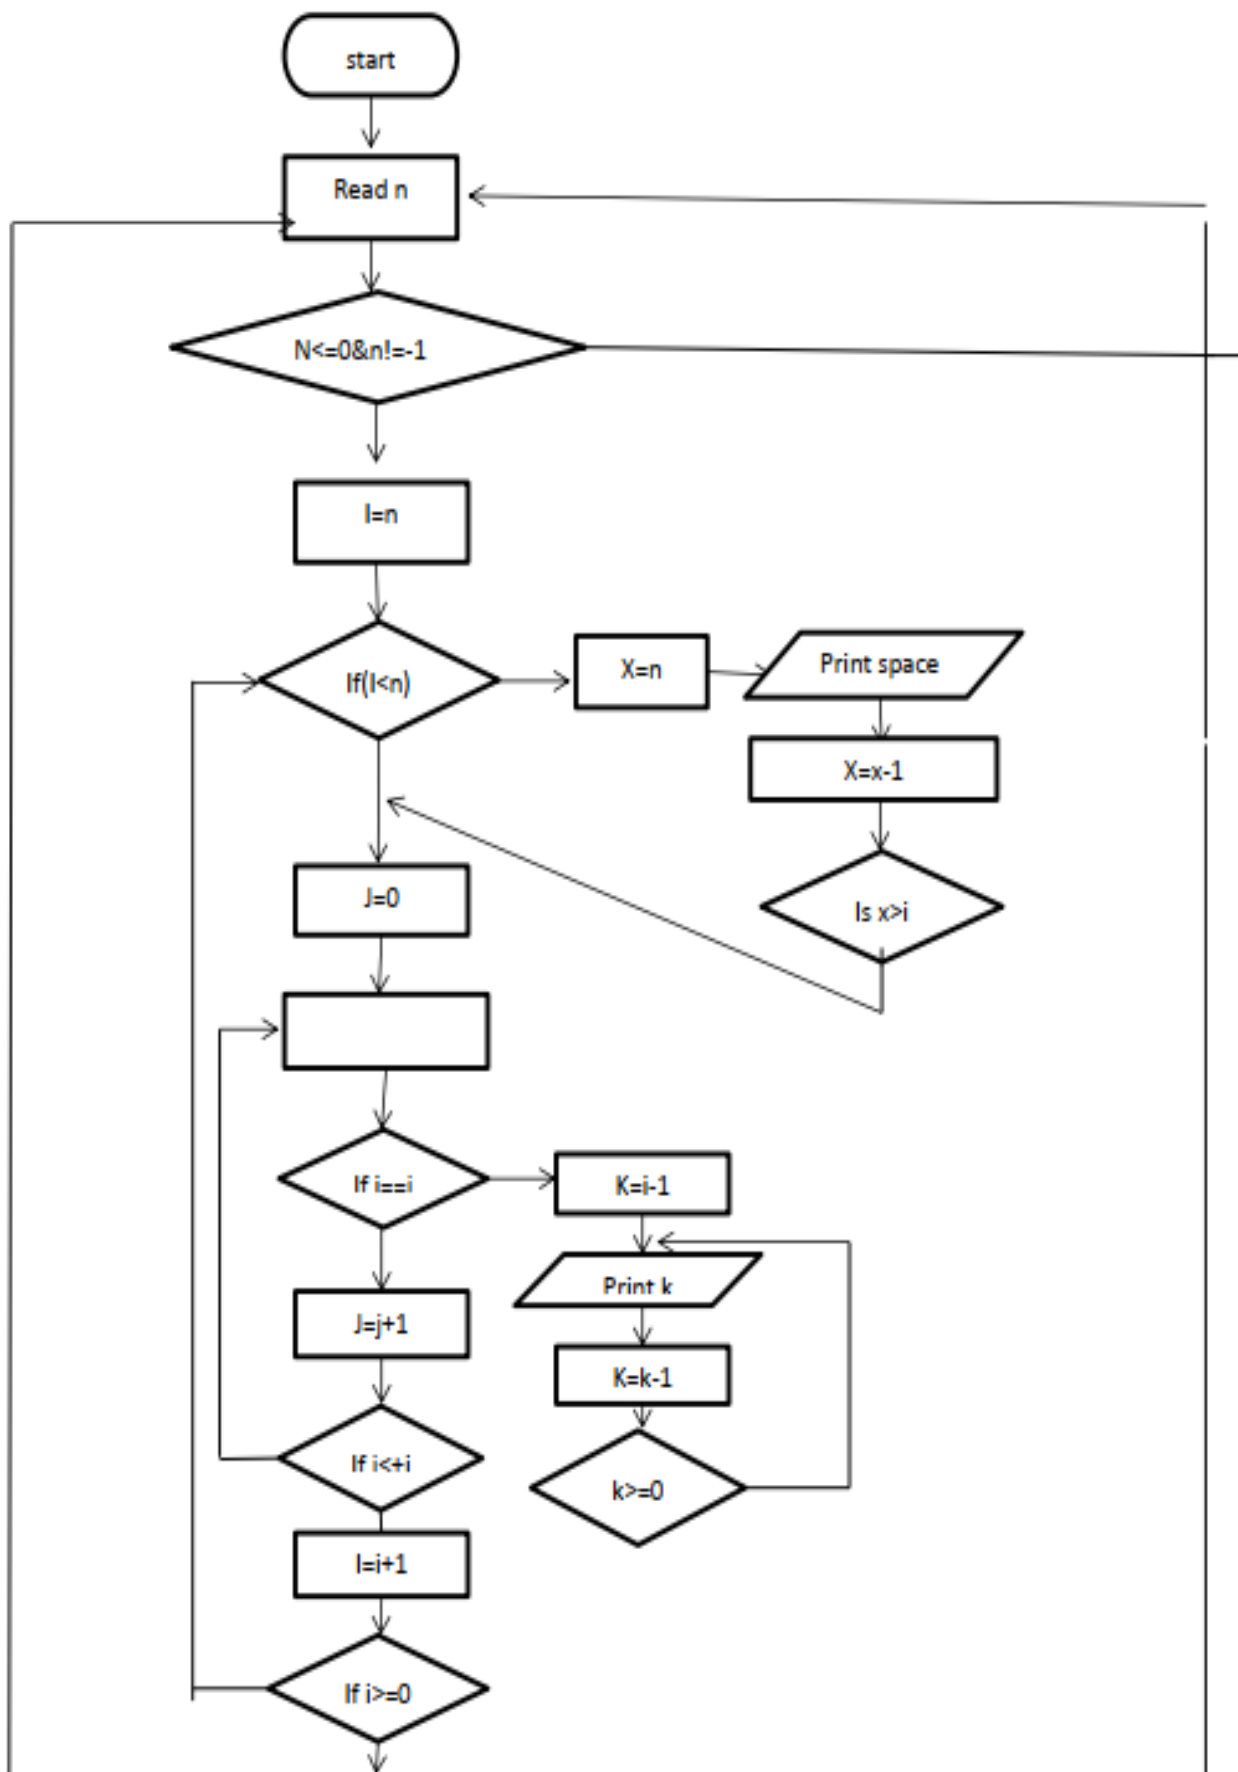 start
Read n
N<=0&n!=-1
I=n
If(I<n)
X=n
Print space
X=x-1
Is x>i
J=0
If i==i
K=i-1
Print k
J=j+1
K=k-1
If i<+i
k>=0
I=i+1
If i>=0